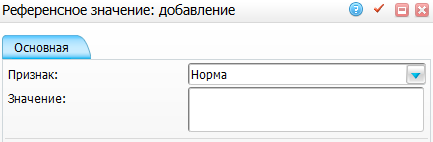 Референсное значение: добавление
Основная
Признак: Норма
Значение: